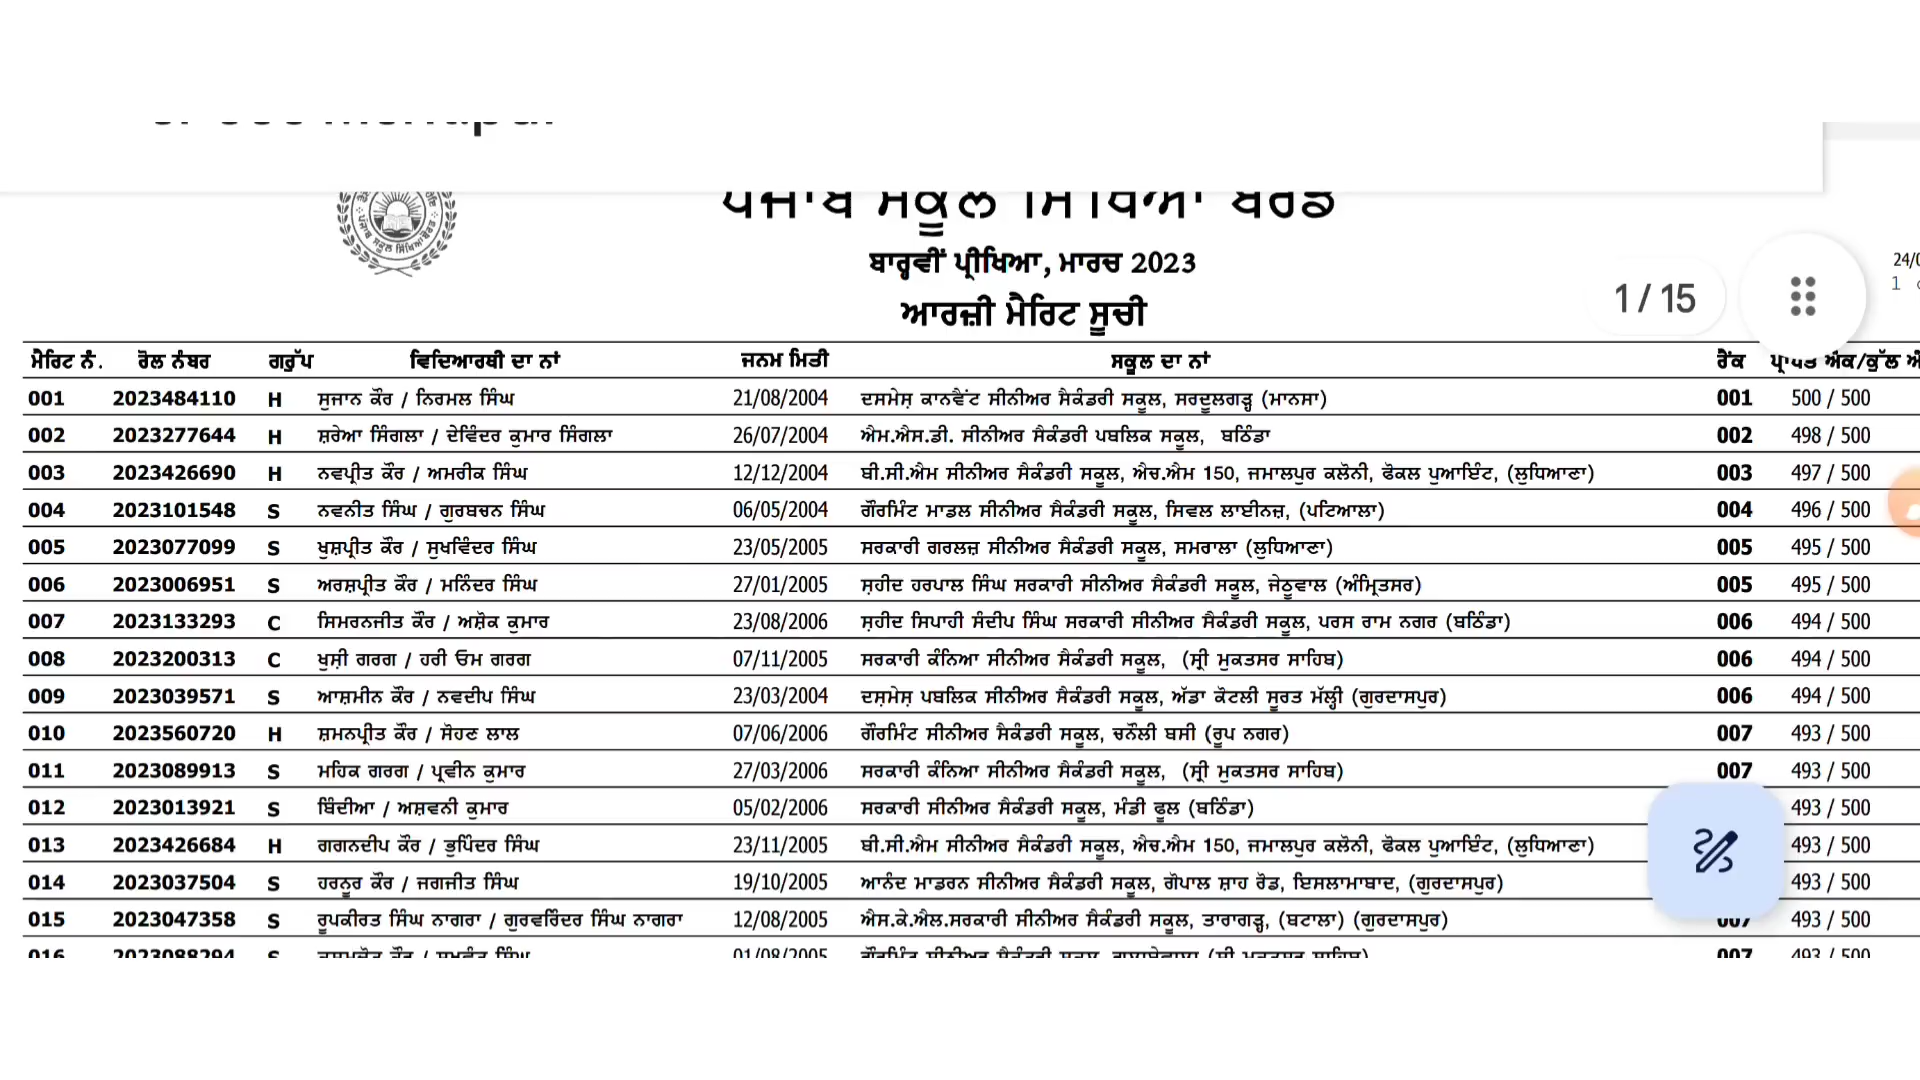 ਪੰਜਾਬ ਸਕੂਲ ਸਿੱਖਿਆ ਬੋਰਡ
ਬਾਰ੍ਹਵੀਂ ਪ੍ਰੀਖਿਆ, ਮਾਰਚ 2023
ਆਰਜ਼ੀ ਮੈਰਿਟ ਸੂਚੀ
1 / 15
ਮੈਰਿਟ ਨੰ. ਰੋਲ ਨੰਬਰ ਗਰੁੱਪ ਵਿਦਿਆਰਥੀ ਦਾ ਨਾਂ ਜਨਮ ਮਿਤੀ ਸਕੂਲ ਦਾ ਨਾਂ ਰੈਂਕ ਪ੍ਰਾਪਤ ਅੰਕ/ਕੁੱਲ
001 2023484110 H ਸੁਜਾਨ ਕੌਰ / ਨਿਰਮਲ ਸਿੰਘ 21/08/2004 ਦਸਮੇਸ਼ ਕਾਨਵੈਂਟ ਸੀਨੀਅਰ ਸੈਕੰਡਰੀ ਸਕੂਲ, ਸਰਦੂਲਗੜ੍ਹ (ਮਾਨਸਾ) 001 500 / 500
002 2023277644 H ਸ਼ਰੇਆ ਸਿੰਗਲਾ / ਦੇਵਿੰਦਰ ਕੁਮਾਰ ਸਿੰਗਲਾ 26/07/2004 ਐਮ.ਐਸ.ਡੀ. ਸੀਨੀਅਰ ਸੈਕੰਡਰੀ ਪਬਲਿਕ ਸਕੂਲ, ਬਠਿੰਡਾ 002 498 / 500
003 2023426690 H ਨਵਪ੍ਰੀਤ ਕੌਰ / ਅਮਰੀਕ ਸਿੰਘ 12/12/2004 ਬੀ.ਸੀ.ਐਮ ਸੀਨੀਅਰ ਸੈਕੰਡਰੀ ਸਕੂਲ, ਐਚ.ਐਮ 150, ਜਮਾਲਪੁਰ ਕਲੋਨੀ, ਫੋਕਲ ਪੁਆਇੰਟ, (ਲੁਧਿਆਣਾ) 003 497 / 500
004 2023101548 S ਨਵਨੀਤ ਸਿੰਘ / ਗੁਰਬਚਨ ਸਿੰਘ 06/05/2004 ਗੌਰਮਿੰਟ ਮਾਡਲ ਸੀਨੀਅਰ ਸੈਕੰਡਰੀ ਸਕੂਲ, ਸਿਵਲ ਲਾਈਨਜ਼, (ਪਟਿਆਲਾ) 004 496 / 500
005 2023077099 S ਖੁਸ਼ਪ੍ਰੀਤ ਕੌਰ / ਸੁਖਵਿੰਦਰ ਸਿੰਘ 23/05/2005 ਸਰਕਾਰੀ ਗਰਲਜ਼ ਸੀਨੀਅਰ ਸੈਕੰਡਰੀ ਸਕੂਲ, ਸਮਰਾਲਾ (ਲੁਧਿਆਣਾ) 005 495 / 500
006 2023006951 S ਅਰਸ਼ਪ੍ਰੀਤ ਕੌਰ / ਮਨਿੰਦਰ ਸਿੰਘ 27/01/2005 ਸ਼ਹੀਦ ਹਰਪਾਲ ਸਿੰਘ ਸਰਕਾਰੀ ਸੀਨੀਅਰ ਸੈਕੰਡਰੀ ਸਕੂਲ, ਜੇਠੂਵਾਲ (ਅੰਮ੍ਰਿਤਸਰ) 005 495 / 500
007 2023133293 C ਸਿਮਰਨਜੀਤ ਕੌਰ / ਅਸ਼ੋਕ ਕੁਮਾਰ 23/08/2006 ਸ਼ਹੀਦ ਸਿਪਾਹੀ ਸੰਦੀਪ ਸਿੰਘ ਸਰਕਾਰੀ ਸੀਨੀਅਰ ਸੈਕੰਡਰੀ ਸਕੂਲ, ਪਰਸ ਰਾਮ ਨਗਰ (ਬਠਿੰਡਾ) 006 494 / 500
008 2023200313 C ਖੁਸ਼ੀ ਗਰਗ / ਹਰੀ ਓਮ ਗਰਗ 07/11/2005 ਸਰਕਾਰੀ ਕੰਨਿਆ ਸੀਨੀਅਰ ਸੈਕੰਡਰੀ ਸਕੂਲ, (ਸ੍ਰੀ ਮੁਕਤਸਰ ਸਾਹਿਬ) 006 494 / 500
009 2023039571 S ਆਸ਼ਮੀਨ ਕੌਰ / ਨਵਦੀਪ ਸਿੰਘ 23/03/2004 ਦਸ਼ਮੇਸ਼ ਪਬਲਿਕ ਸੀਨੀਅਰ ਸੈਕੰਡਰੀ ਸਕੂਲ, ਅੱਡਾ ਕੋਟਲੀ ਸੂਰਤ ਮੱਲ੍ਹੀ (ਗੁਰਦਾਸਪੁਰ) 006 494 / 500
010 2023560720 H ਸ਼ਮਨਪ੍ਰੀਤ ਕੌਰ / ਸੋਹਣ ਲਾਲ 07/06/2006 ਗੌਰਮਿੰਟ ਸੀਨੀਅਰ ਸੈਕੰਡਰੀ ਸਕੂਲ, ਚਨੌਲੀ ਬਸੀ (ਰੂਪ ਨਗਰ) 007 493 / 500
011 2023089913 S ਮਹਿਕ ਗਰਗ / ਪ੍ਰਵੀਨ ਕੁਮਾਰ 27/03/2006 ਸਰਕਾਰੀ ਕੰਨਿਆ ਸੀਨੀਅਰ ਸੈਕੰਡਰੀ ਸਕੂਲ, (ਸ੍ਰੀ ਮੁਕਤਸਰ ਸਾਹਿਬ) 007 493 / 500
012 2023013921 S ਬਿੰਦੀਆ / ਅਸ਼ਵਨੀ ਕੁਮਾਰ 05/02/2006 ਸਰਕਾਰੀ ਸੀਨੀਅਰ ਸੈਕੰਡਰੀ ਸਕੂਲ, ਮੰਡੀ ਫੂਲ (ਬਠਿੰਡਾ) 493 / 500
013 2023426684 H ਗਗਨਦੀਪ ਕੌਰ / ਭੁਪਿੰਦਰ ਸਿੰਘ 23/11/2005 ਬੀ.ਸੀ.ਐਮ ਸੀਨੀਅਰ ਸੈਕੰਡਰੀ ਸਕੂਲ, ਐਚ.ਐਮ 150, ਜਮਾਲਪੁਰ ਕਲੋਨੀ, ਫੋਕਲ ਪੁਆਇੰਟ, (ਲੁਧਿਆਣਾ) 493 / 500
014 2023037504 S ਹਰਨੂਰ ਕੌਰ / ਜਗਜੀਤ ਸਿੰਘ 19/10/2005 ਆਨੰਦ ਮਾਡਰਨ ਸੀਨੀਅਰ ਸੈਕੰਡਰੀ ਸਕੂਲ, ਗੋਪਾਲ ਸ਼ਾਹ ਰੋਡ, ਇਸਲਾਮਾਬਾਦ, (ਗੁਰਦਾਸਪੁਰ) 493 / 500
015 2023047358 S ਰੂਪਕੀਰਤ ਸਿੰਘ ਨਾਗਰਾ / ਗੁਰਵਰਿੰਦਰ ਸਿੰਘ ਨਾਗਰਾ 12/08/2005 ਐਸ.ਕੇ.ਐਲ.ਸਰਕਾਰੀ ਸੀਨੀਅਰ ਸੈਕੰਡਰੀ ਸਕੂਲ, ਤਾਰਾਗੜ੍ਹ, (ਬਟਾਲਾ) (ਗੁਰਦਾਸਪੁਰ) 007 493 / 500
016 2023088294 S 01/08/2005 007 493 / 500